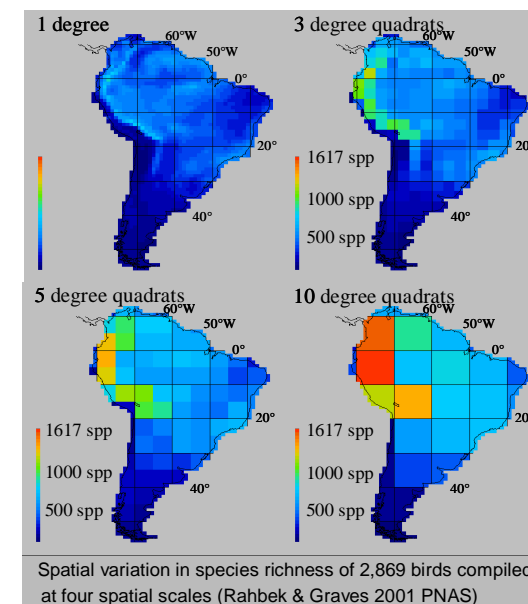 1 degree
60°W
50°W
0°
20°
40°
3 degree quadrats
60°W
50°W
0°
20°
1617 spp
1000 spp
500 spp
40°
5 degree quadrats
60°W
50°W
0°
20°
1617 spp
1000 spp
500 spp
40°
10 degree quadrats
60°W
50°W
0°
20°
1617 spp
1000 spp
500 spp
40°
Spatial variation in species richness of 2,869 birds compiled
at four spatial scales (Rahbek & Graves 2001 PNAS)